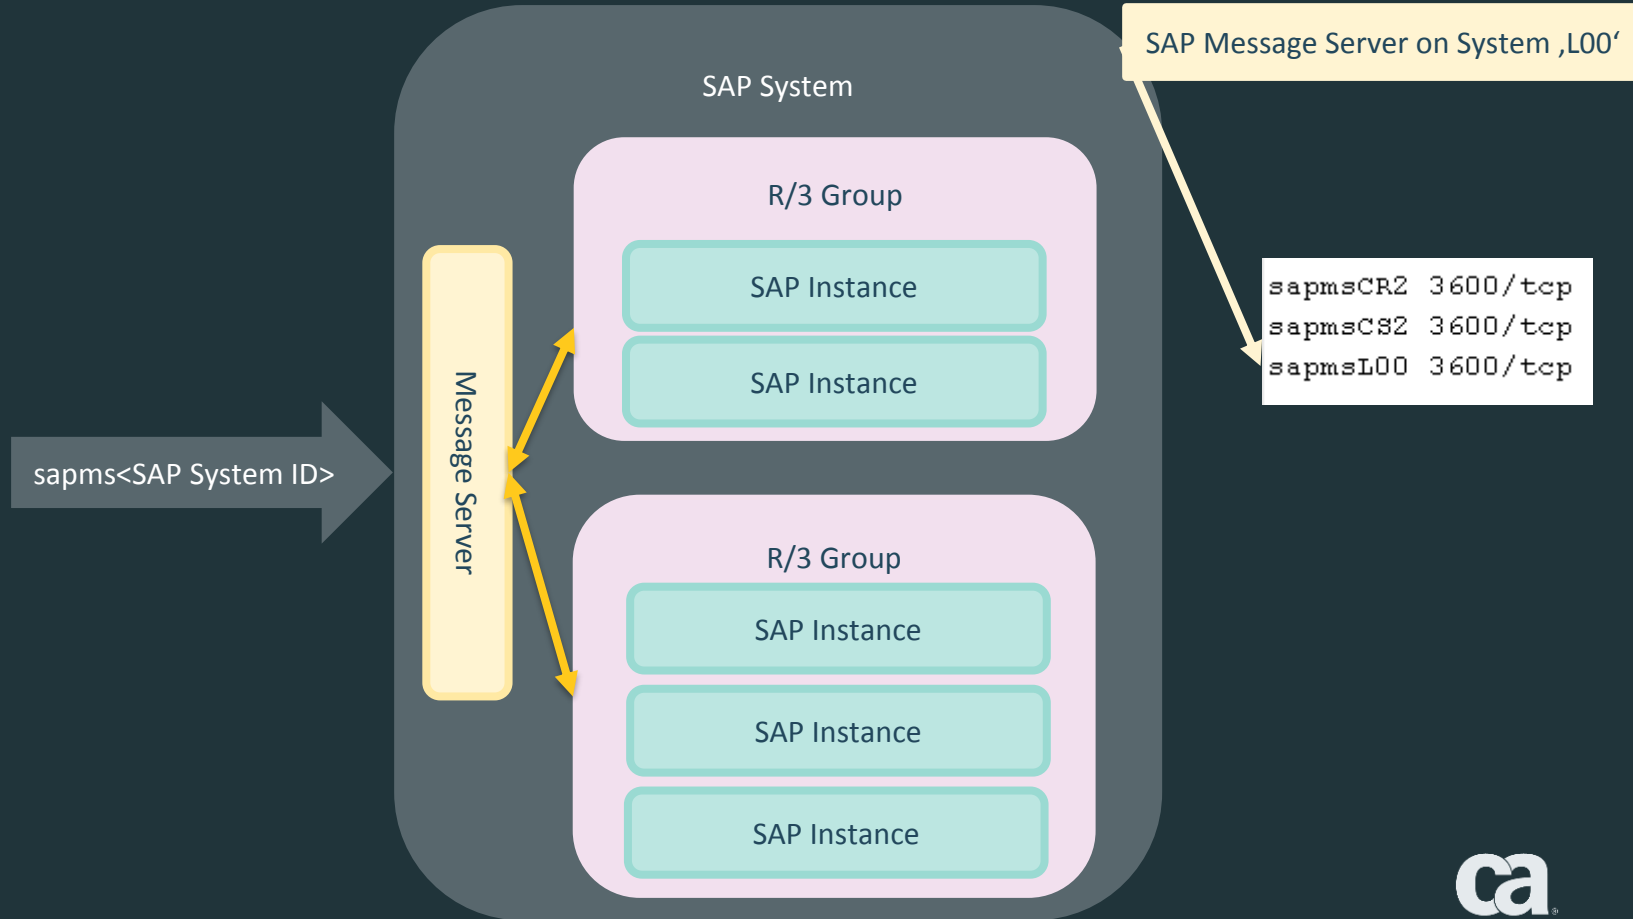 SAP Message Server on System ‚L00‘
SAP System
R/3 Group
SAP Instance
SAP Instance
sapmsCR2 3600/tcp
sapmsCS2 3600/tcp
sapmsL00 3600/tcp
Message Server
sapms<SAP System ID>
R/3 Group
SAP Instance
SAP Instance
SAP Instance
ca